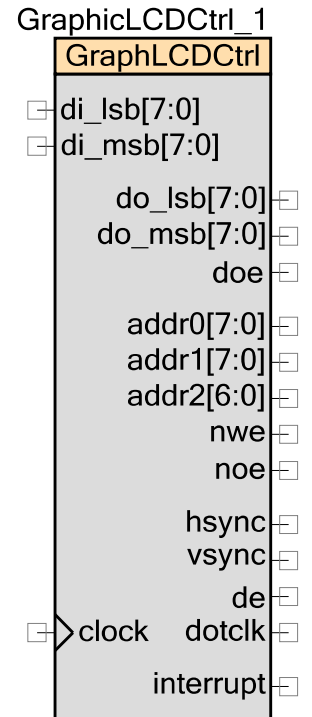 GraphicLCDCtrl_1
GraphLCDCtrl
di_lsb[7:0]
di_msb[7:0]
do_lsb[7:0]
do_msb[7:0]
doe
addr0[7:0]
addr1[7:0]
addr2[6:0]
nwe
noe
hsync
vsync
de
clock dotclk
interrupt